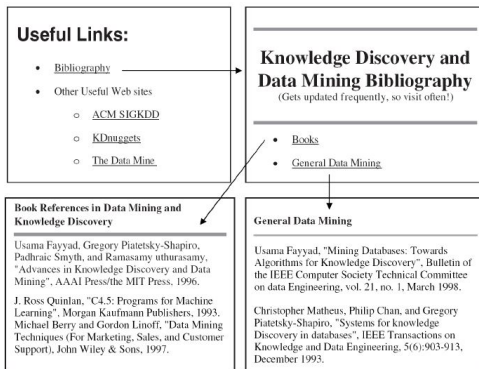 Useful Links:
Bibliography
Other Useful Web sites
ACM SIGKDD
KDnuggets
The Data Mine
Knowledge Discovery and
Data Mining Bibliography
(Gets updated frequently, so visit often!)
Books
General Data Mining
Book References in Data Mining and
Knowledge Discovery
Usama Fayyad, Gregory Piatetsky-Shapiro,
Padhraic Smyth, and Ramasamy uthurasamy,
"Advances in Knowledge Discovery and Data
Mining", AAAI Press/the MIT Press, 1996.
J. Ross Quinlan, "C4.5: Programs for Machine
Learning", Morgan Kaufmann Publishers, 1993.
Michael Berry and Gordon Linoff, "Data Mining
Techniques (For Marketing, Sales, and Customer
Support), John Wiley & Sons, 1997.
General Data Mining
Usama Fayyad, "Mining Databases: Towards
Algorithms for Knowledge Discovery", Bulletin of
the IEEE Computer Society Technical Committee
on data Engineering, vol. 21, no. 1, March 1998.
Christopher Matheus, Philip Chan, and Gregory
Piatetsky-Shapiro, "Systems for knowledge
Discovery in databases", IEEE Transactions on
Knowledge and Data Engineering, 5(6):903-913,
December 1993.